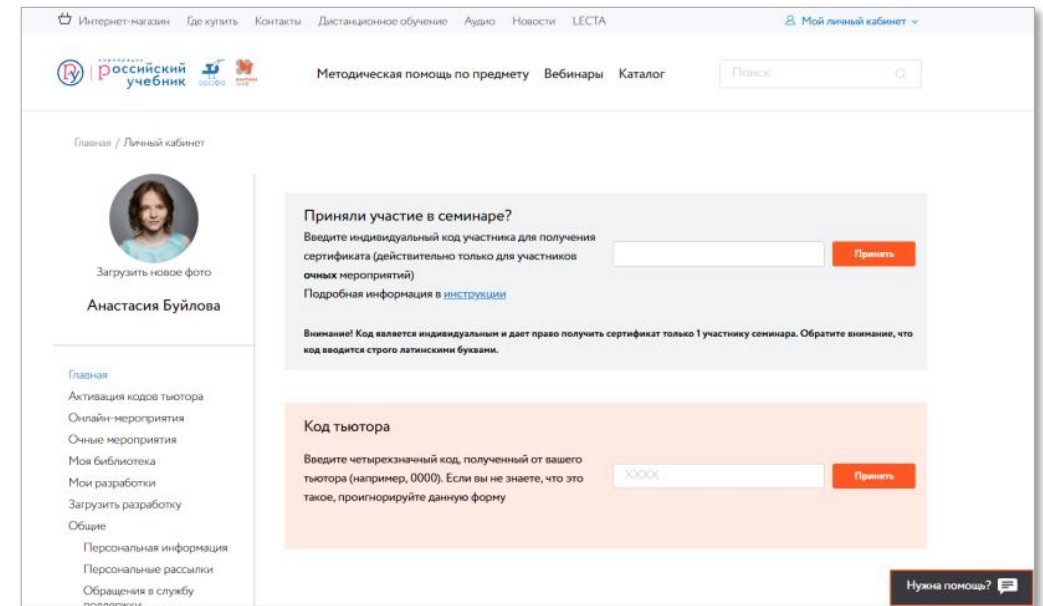 Интернет-магазин Где купить Контакты Дистанционное обучение Аудио Новости LECTA Мой личный кабинет
корпорация
российский
учебник
Методическая помощь по предмету Вебинары Каталог Поиск
Главная / Личный кабинет
Загрузить новое фото
Анастасия Буйлова
Приняли участие в семинаре?
Введите индивидуальный код участника для получения
сертификата (действительно только для участников
очных мероприятий)
Подробная информация в инструкции
Принять
Внимание! Код является индивидуальным и дает право получить сертификат только 1 участнику семинара. Обратите внимание, что
код вводится строго латинскими буквами.
Главная
Активация кодов тьютора
Онлайн-мероприятия
Очные мероприятия
Моя библиотека
Мои разработки
Загрузить разработку
Общие
Персональная информация
Персональные рассылки
Обращения в службу
поддержки
Код тьютора
Введите четырехзначный код, полученный от вашего
тьютора (например, 0000). Если вы не знаете, что это
такое, проигнорируйте данную форму
XXXX
Принять
Нужна помощь?